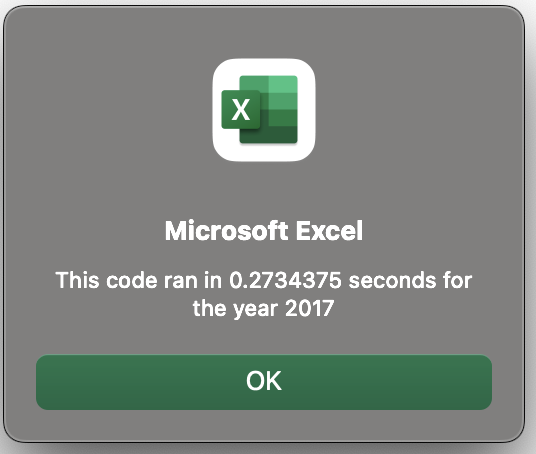 X
Microsoft Excel
This code ran in 0.2734375 seconds for
the year 2017
OK